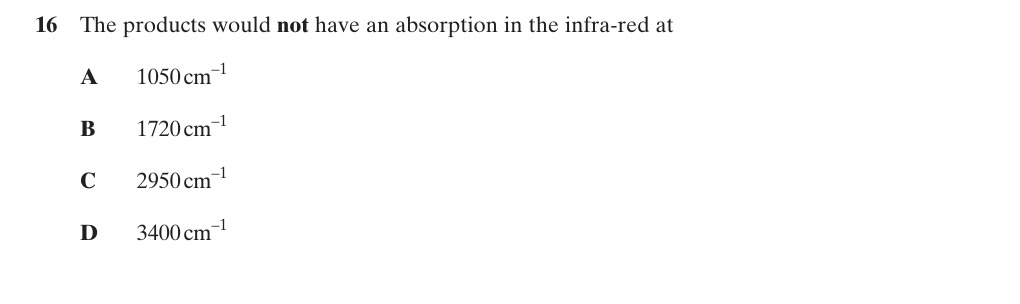 16 The products would not have an absorption in the infra-red at
A 1050 cm⁻¹
B 1720 cm⁻¹
C 2950 cm⁻¹
D 3400 cm⁻¹